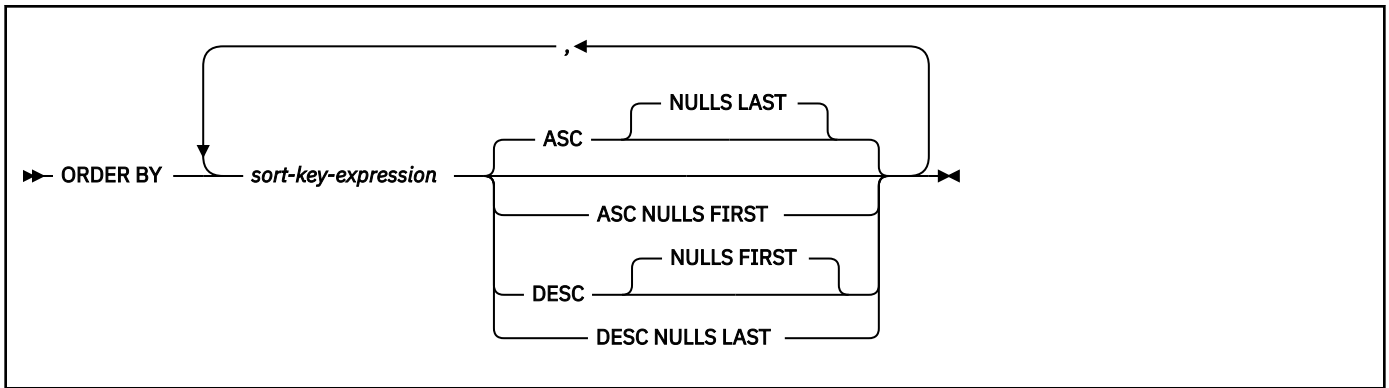 ,
NULLS LAST
ASC
ORDER BY sort-key-expression
ASC NULLS FIRST
NULLS FIRST
DESC
DESC NULLS LAST